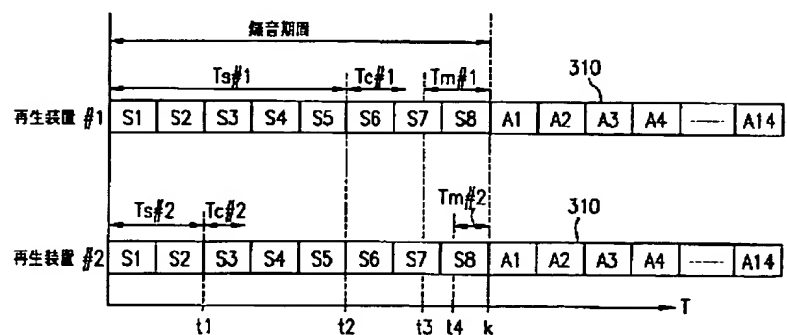 無音期間
Ts#1 Tc#1 Tm#1 310
再生装置 #1 S1 S2 S3 S4 S5 S6 S7 S8 A1 A2 A3 A4 ----- A14
Tm#2
Ts#2 Tc#2 310
再生装置 #2 S1 S2 S3 S4 S5 S6 S7 S8 A1 A2 A3 A4 ----- A14
T
t1 t2 t3 t4 k